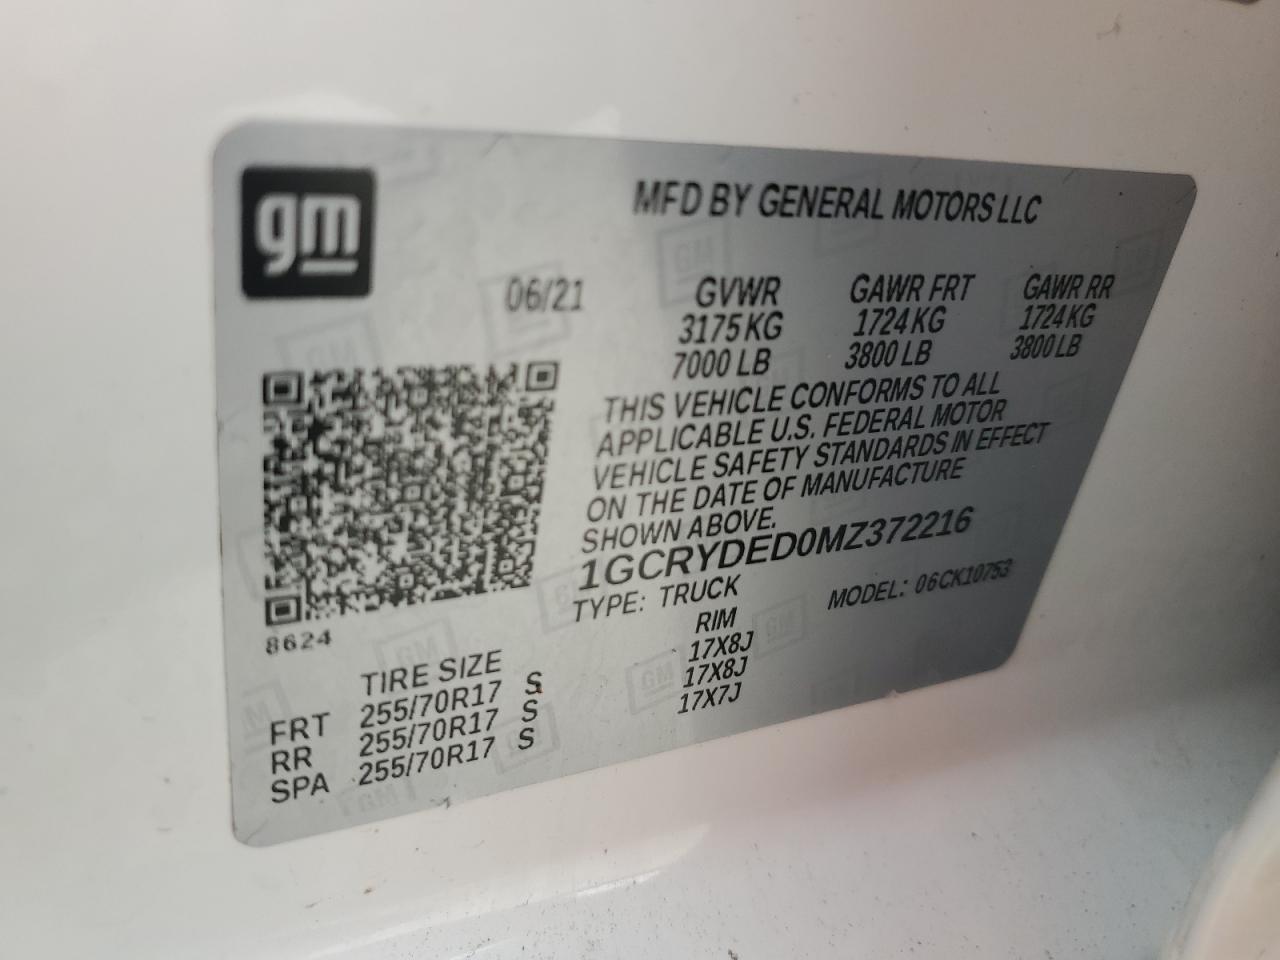 gm
MFD BY GENERAL MOTORS LLC
06/21 GVWR GAWR FRT GAWR RR
3175KG 1724KG 1724KG
7000 LB 3800 LB 3800 LB
THIS VEHICLE CONFORMS TO ALL
APPLICABLE U.S. FEDERAL MOTOR
VEHICLE SAFETY STANDARDS IN EFFECT
ON THE DATE OF MANUFACTURE
SHOWN ABOVE.
1GCRYDED0MZ372216
TYPE: TRUCK MODEL: 06CK10753
8624
TIRE SIZE RIM
FRT 255/70R17 S 17X8J
RR 255/70R17 S 17X8J
SPA 255/70R17 S 17X7J